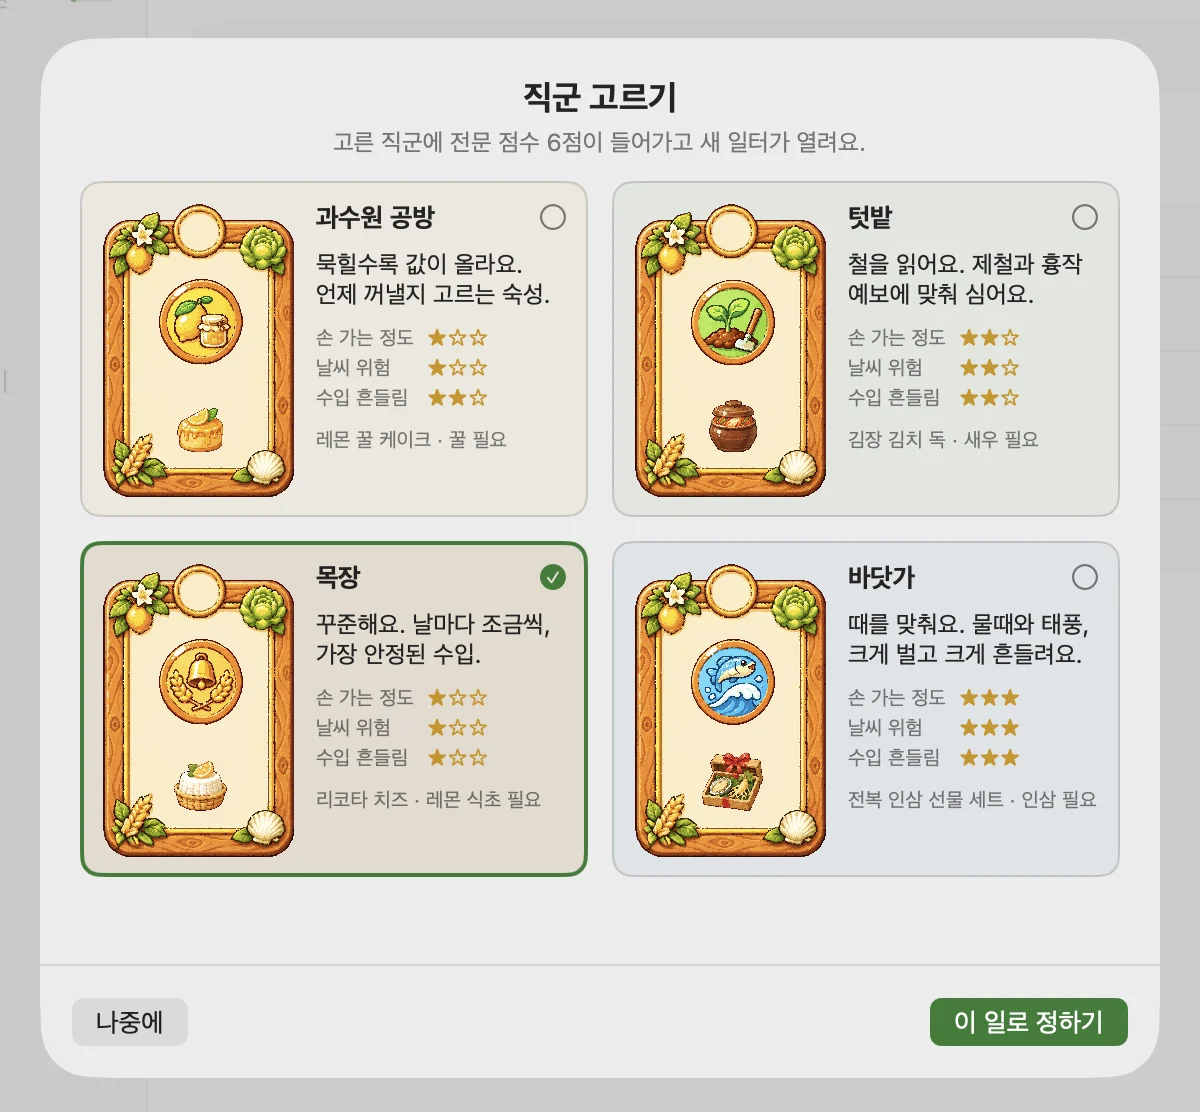 직군 고르기
고른 직군에 전문 점수 6점이 들어가고 새 일터가 열려요.
과수원 공방
묵힐수록 값이 올라요.
언제 꺼낼지 고르는 숙성.
손 가는 정도 ★☆☆
날씨 위험 ★☆☆
수입 흔들림 ★★☆
레몬 꿀 케이크 · 꿀 필요
텃밭
철을 읽어요. 제철과 흉작
예보에 맞춰 심어요.
손 가는 정도 ★★☆
날씨 위험 ★★☆
수입 흔들림 ★★☆
김장 김치 독 · 새우 필요
목장
꾸준해요. 날마다 조금씩,
가장 안정된 수입.
손 가는 정도 ★☆☆
날씨 위험 ★☆☆
수입 흔들림 ★☆☆
리코타 치즈 · 레몬 식초 필요
바닷가
때를 맞춰요. 물때와 태풍,
크게 벌고 크게 흔들려요.
손 가는 정도 ★★★
날씨 위험 ★★★
수입 흔들림 ★★★
전복 인삼 선물 세트 · 인삼 필요
나중에
이 일로 정하기